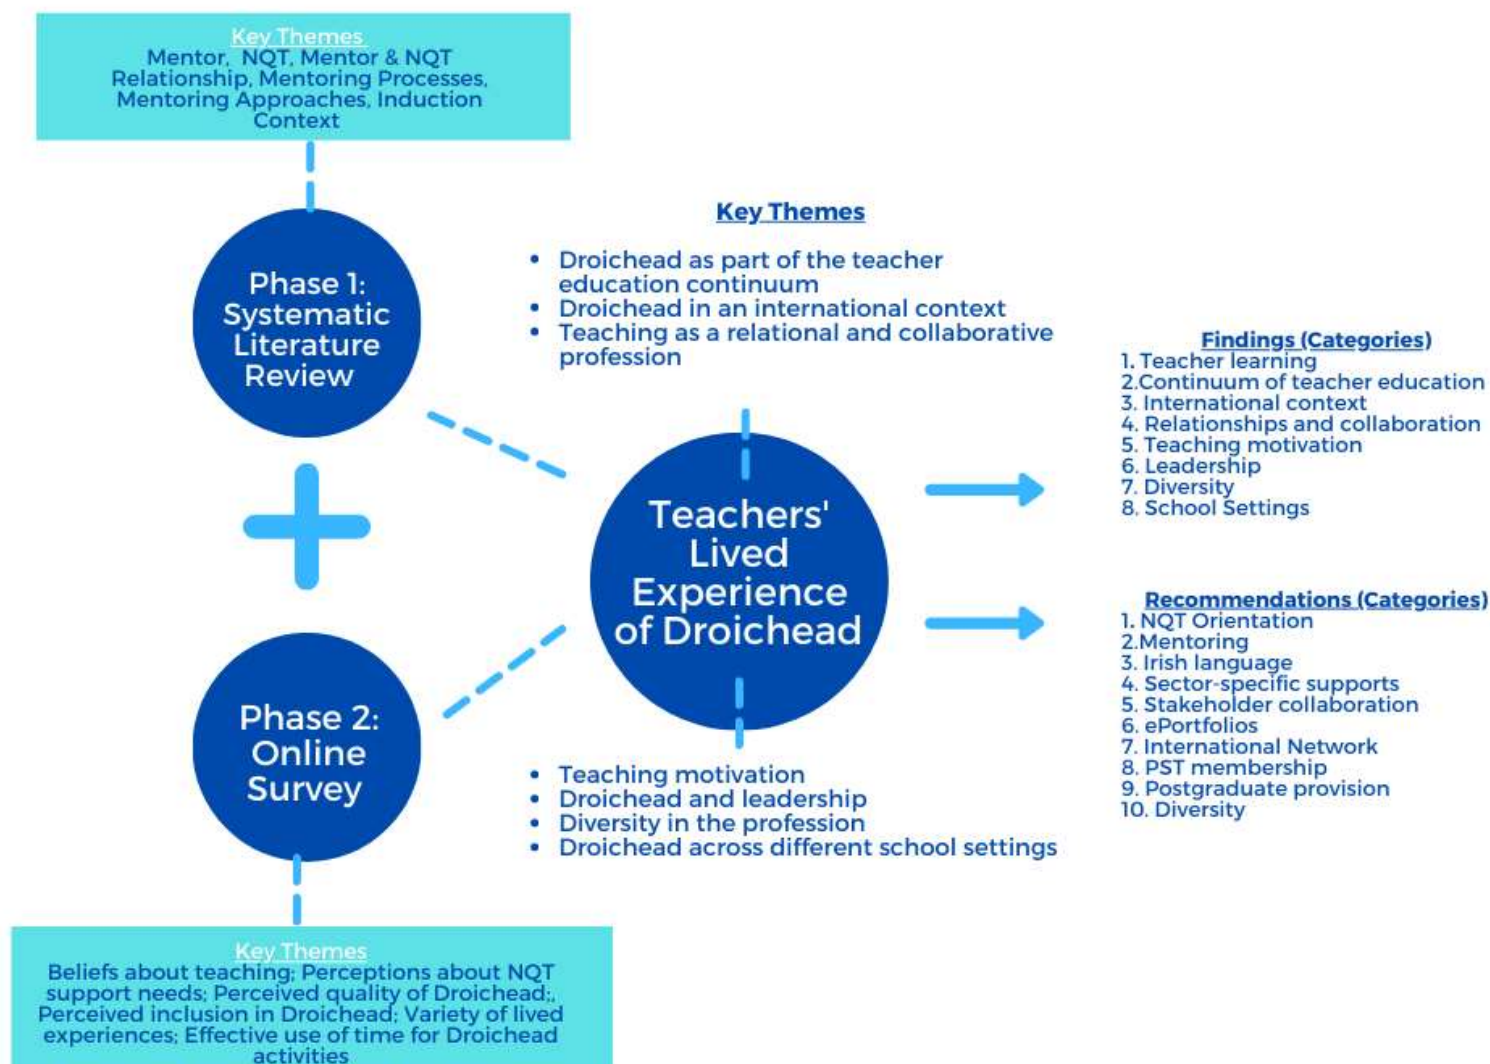 Key Themes
Mentor, NQT, Mentor & NQT
Relationship, Mentoring Processes,
Mentoring Approaches, Induction
Context
Phase 1:
Systematic
Literature
Review
Phase 2:
Online
Survey
Key Themes
Beliefs about teaching; Perceptions about NQT
support needs; Perceived quality of Droichead;,
Perceived inclusion in Droichead; Variety of lived
experiences; Effective use of time for Droichead
activities
Key Themes
• Droichead as part of the teacher
education continuum
• Droichead in an international context
• Teaching as a relational and collaborative
profession
Teachers'
Lived
Experience
of Droichead
• Teaching motivation
• Droichead and leadership
• Diversity in the profession
• Droichead across different school settings
Findings (Categories)
1. Teacher learning
2.Continuum of teacher education
3. International context
4. Relationships and collaboration
5. Teaching motivation
6. Leadership
7. Diversity
8. School Settings
Recommendations (Categories)
1. NQT Orientation
2.Mentoring
3. Irish language
4. Sector-specific supports
5. Stakeholder collaboration
6. ePortfolios
7. International Network
8. PST membership
9. Postgraduate provision
10. Diversity